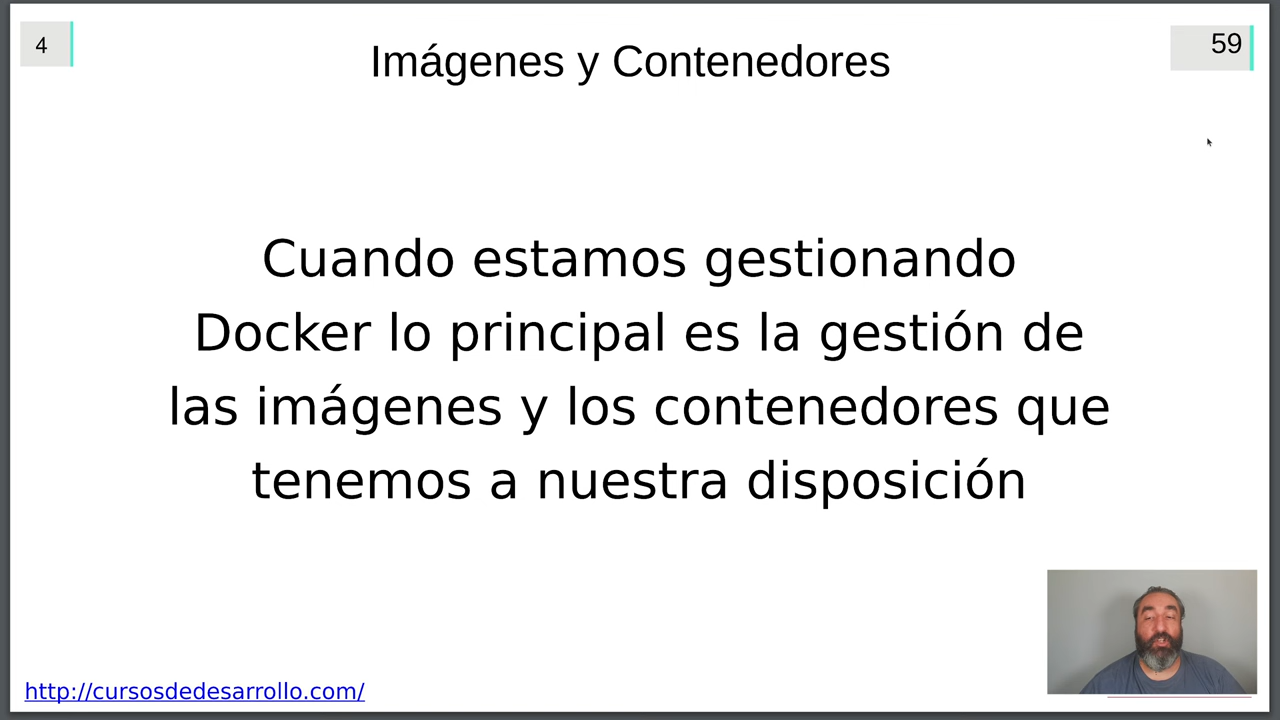 4
Imágenes y Contenedores
59
Cuando estamos gestionando
Docker lo principal es la gestión de
las imágenes y los contenedores que
tenemos a nuestra disposición
http://cursosdedesarrollo.com/